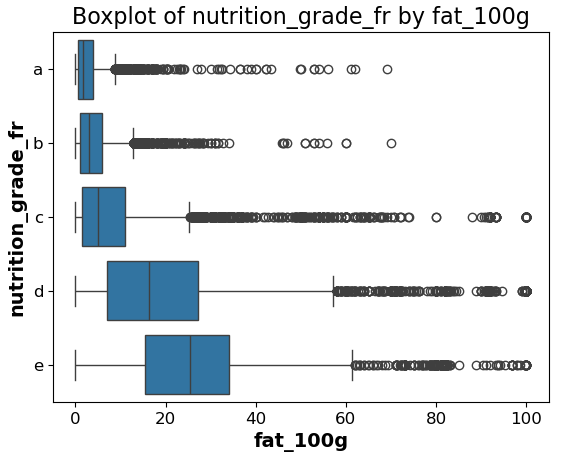 Boxplot of nutrition_grade_fr by fat_100g
nutrition_grade_fr
a
b
c
d
e
0 20 40 60 80 100
fat_100g